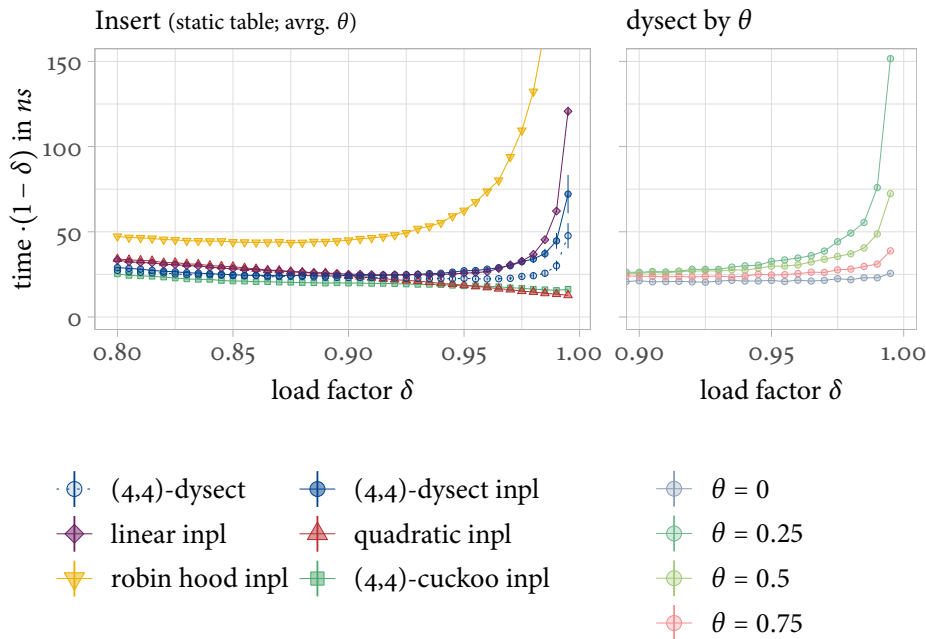 Insert (static table; avrg. θ)
dysect by θ
time ·(1 − δ) in ns
150
100
50
0
0.80
0.85
0.90
0.95
1.00
0.90
0.95
1.00
load factor δ
load factor δ
(4,4)-dysect
(4,4)-dysect inpl
θ = 0
linear inpl
quadratic inpl
θ = 0.25
robin hood inpl
(4,4)-cuckoo inpl
θ = 0.5
θ = 0.75